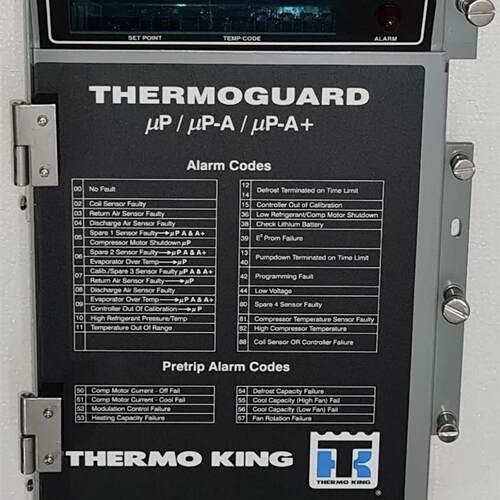 SET POINT TEMP-CODE ALARM
THERMOGUARD
μP / μP-A / μP-A+
Alarm Codes
00 No Fault
02 Coil Sensor Faulty
03 Return Air Sensor Faulty
04 Discharge Air Sensor Faulty
05 Spare 1 Sensor Faulty→μP A & A+
Compressor Motor Shutdown μP
06 Spare 2 Sensor Faulty→μP A & A+
Evaporator Over Temp→μP
07 Calib./Spare 3 Sensor Faulty μP A & A+
Return Air Sensor Faulty→μP
08 Discharge Air Sensor Faulty
09 Evaporator Over Temp→μP A & A+
Controller Out Of Calibration→μP
10 High Refrigerant Pressure/Temp
11 Temperature Out Of Range
12
14 Defrost Terminated on Time Limit
15 Controller Out of Calibration
36 Low Refrigerant/Comp Motor Shutdown
38 Check Lithium Battery
39 E² Prom Failure
13
40 Pumpdown Terminated on Time Limit
42 Programming Fault
44 Low Voltage
80 Spare 4 Sensor Faulty
81 Compressor Temperature Sensor Faulty
82 High Compressor Temperature
88 Coil Sensor OR Controller Failure
Pretrip Alarm Codes
50 Comp Motor Current - Off Fail
51 Comp Motor Current - Cool Fail
52 Modulation Control Failure
53 Heating Capacity Failure
54 Defrost Capacity Failure
55 Cool Capacity (High Fan) Fail
56 Cool Capacity (Low Fan) Fail
57 Fan Rotation Failure
THERMO KING
TK
THERMO KING
®